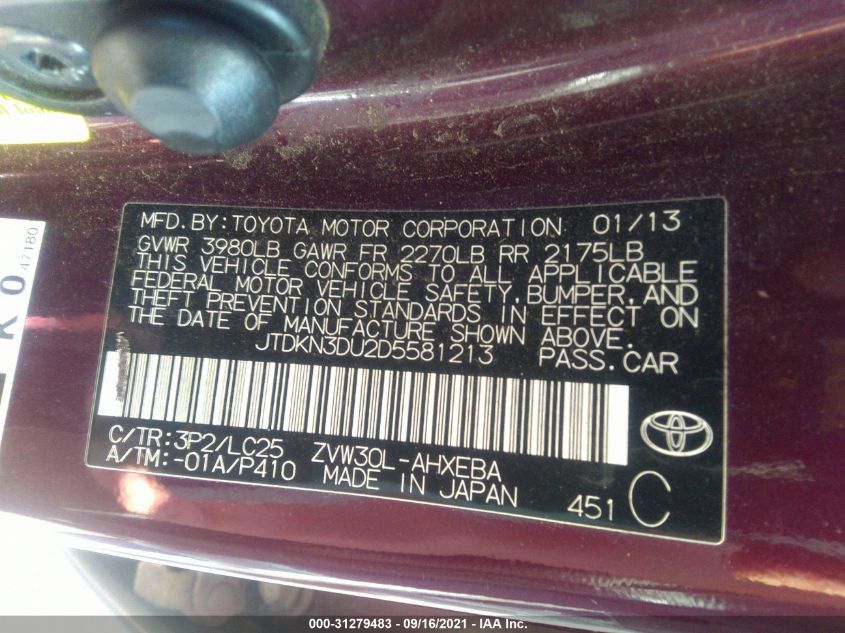 MFD.BY:TOYOTA MOTOR CORPORATION 01/13
GVWR 3980LB GAWR FR 2270LB RR 2175LB
THIS VEHICLE CONFORMS TO ALL APPLICABLE
FEDERAL MOTOR VEHICLE SAFETY,BUMPER,AND
THEFT PREVENTION STANDARDS IN EFFECT ON
THE DATE OF MANUFACTURE SHOWN ABOVE.
JTDKN3DU2D5581213 PASS.CAR
C/TR:3P2/LC25 ZVW30L-AHXEBA
A/TM:-01A/P410 MADE IN JAPAN 451 C
K0 47180
000-31279483 - 09/16/2021 - IAA Inc.